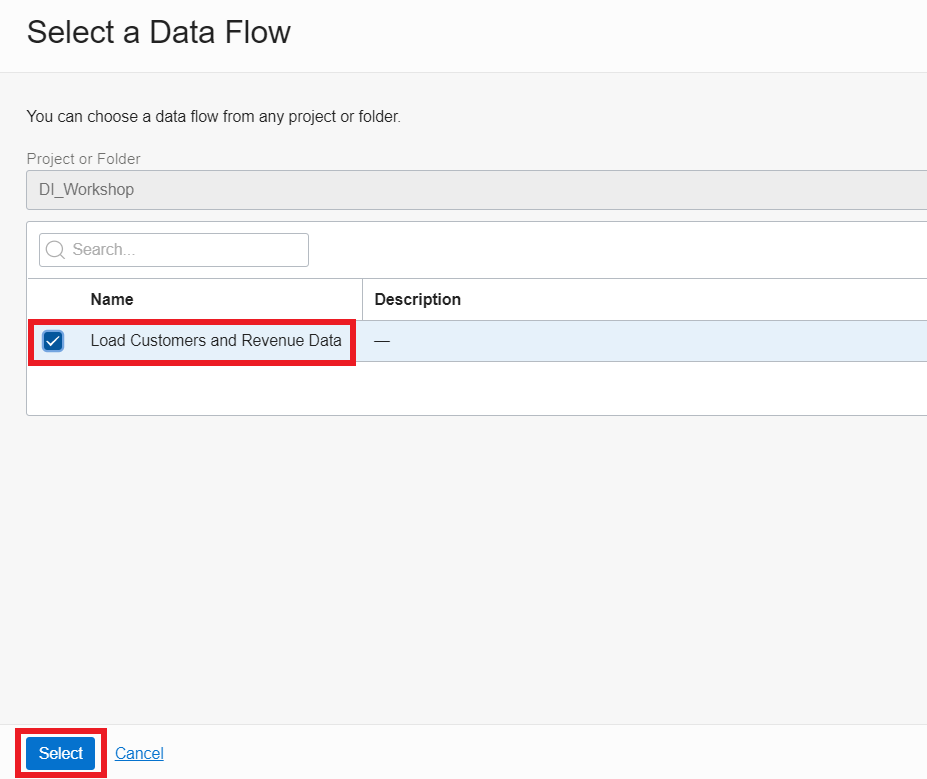 Select a Data Flow
You can choose a data flow from any project or folder.
Project or Folder
DI_Workshop
Search...
Name Description
Load Customers and Revenue Data —
Select Cancel